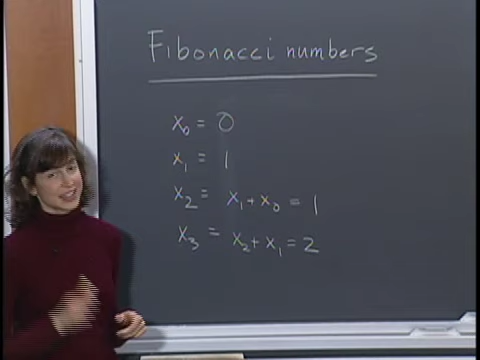 Fibonacci numbers
x₀ = 0
x₁ = 1
x₂ = x₁ + x₀ = 1
x₃ = x₂ + x₁ = 2